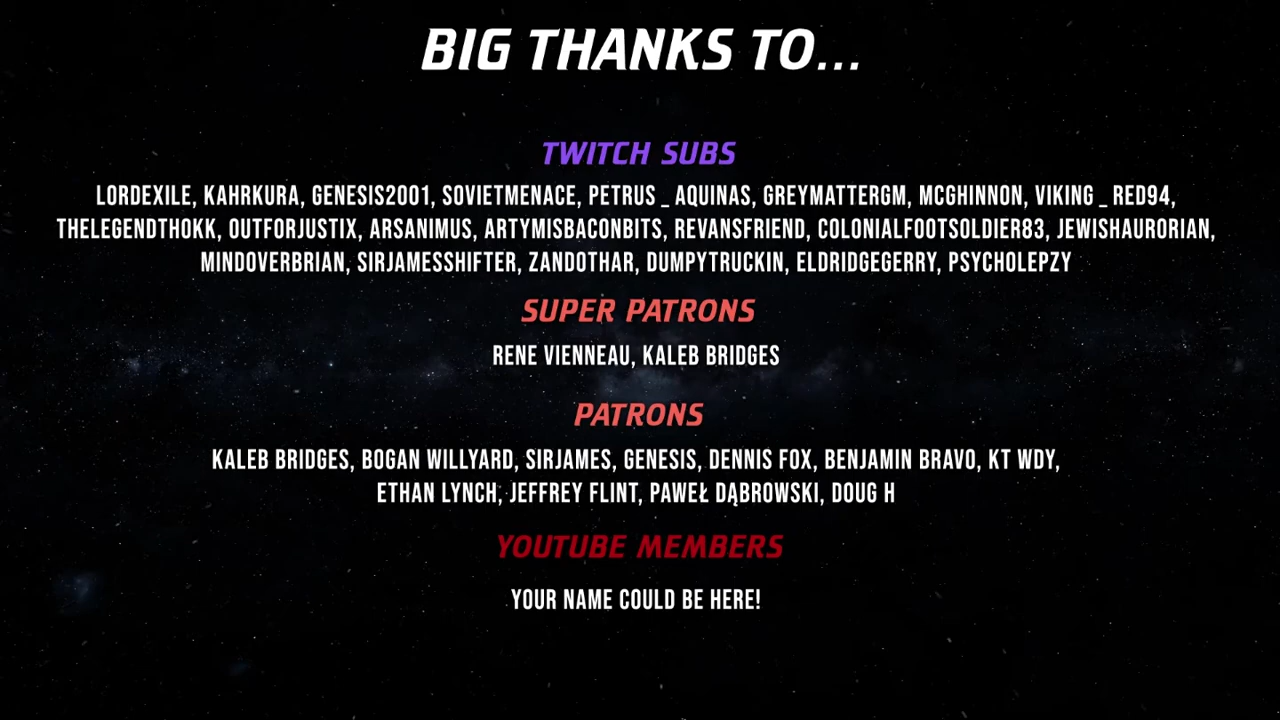 BIG THANKS TO...
TWITCH SUBS
LORDEXILE, KAHRKURA, GENESIS2001, SOVIETMENACE, PETRUS _ AQUINAS, GREYMATTERGM, MCGHINNON, VIKING _ RED94,
THELEGENDTHOKK, OUTFORJUSTIX, ARSANIMUS, ARTYMISBACONBITS, REVANSFRIEND, COLONIALFOOTSOLDIER83, JEWISHAURORIAN,
MINDOVERBRIAN, SIRJAMESSHIFTER, ZANDOTHAR, DUMPYTRUCKIN, ELDRIDGEGERRY, PSYCHOLEPZY
SUPER PATRONS
RENE VIENNEAU, KALEB BRIDGES
PATRONS
KALEB BRIDGES, BOGAN WILLYARD, SIRJAMES, GENESIS, DENNIS FOX, BENJAMIN BRAVO, KT WDY,
ETHAN LYNCH, JEFFREY FLINT, PAWEŁ DĄBROWSKI, DOUG H
YOUTUBE MEMBERS
YOUR NAME COULD BE HERE!